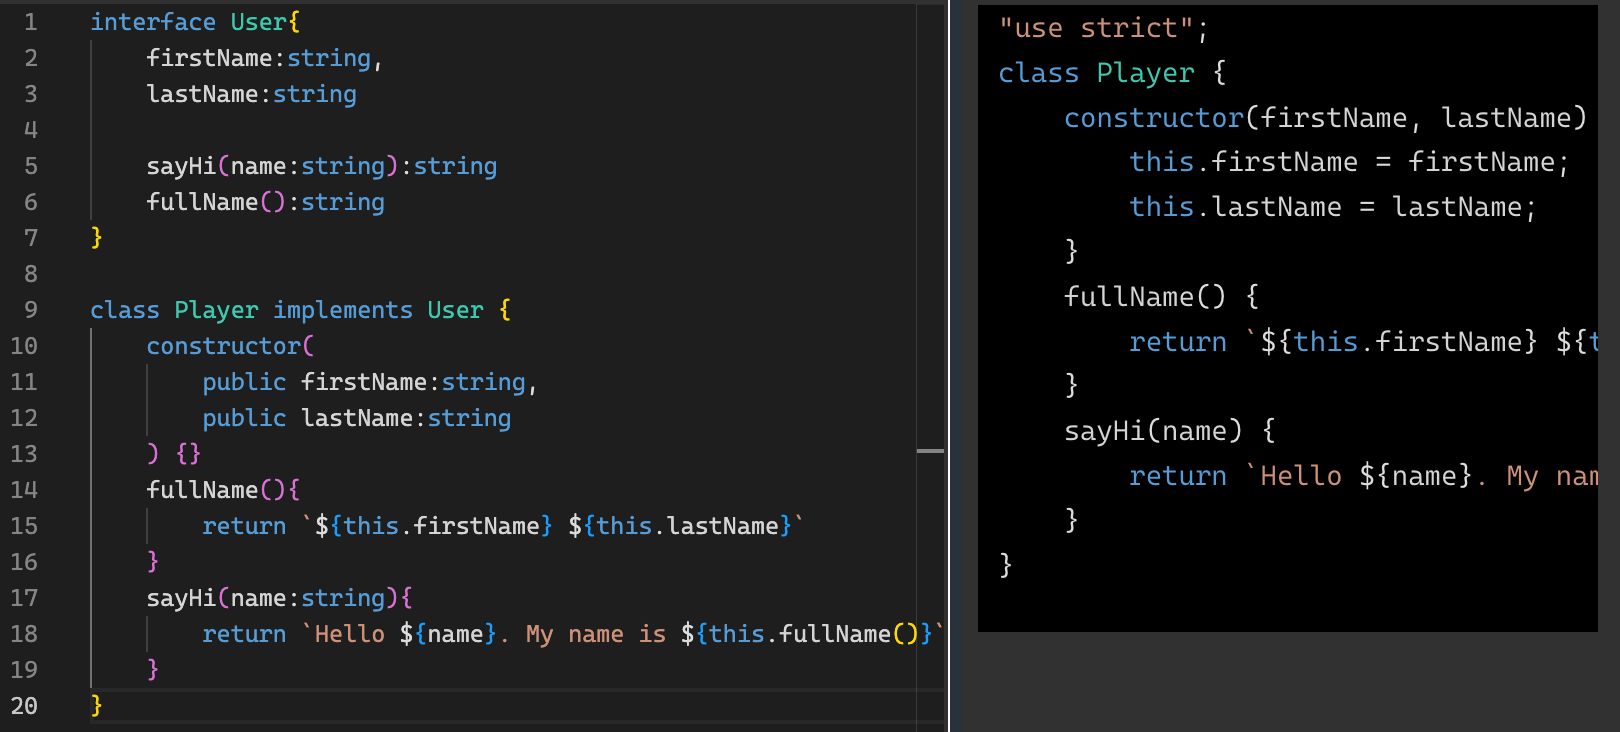 1 interface User{
2 firstName:string,
3 lastName:string
4
5 sayHi(name:string):string
6 fullName():string
7 }
8
9 class Player implements User {
10 constructor(
11 public firstName:string,
12 public lastName:string
13 ) {}
14 fullName(){
15 return `${this.firstName} ${this.lastName}`
16 }
17 sayHi(name:string){
18 return `Hello ${name}. My name is ${this.fullName()}`
19 }
20 }
"use strict";
class Player {
constructor(firstName, lastName)
this.firstName = firstName;
this.lastName = lastName;
}
fullName() {
return `${this.firstName} ${t
}
sayHi(name) {
return `Hello ${name}. My nam
}
}